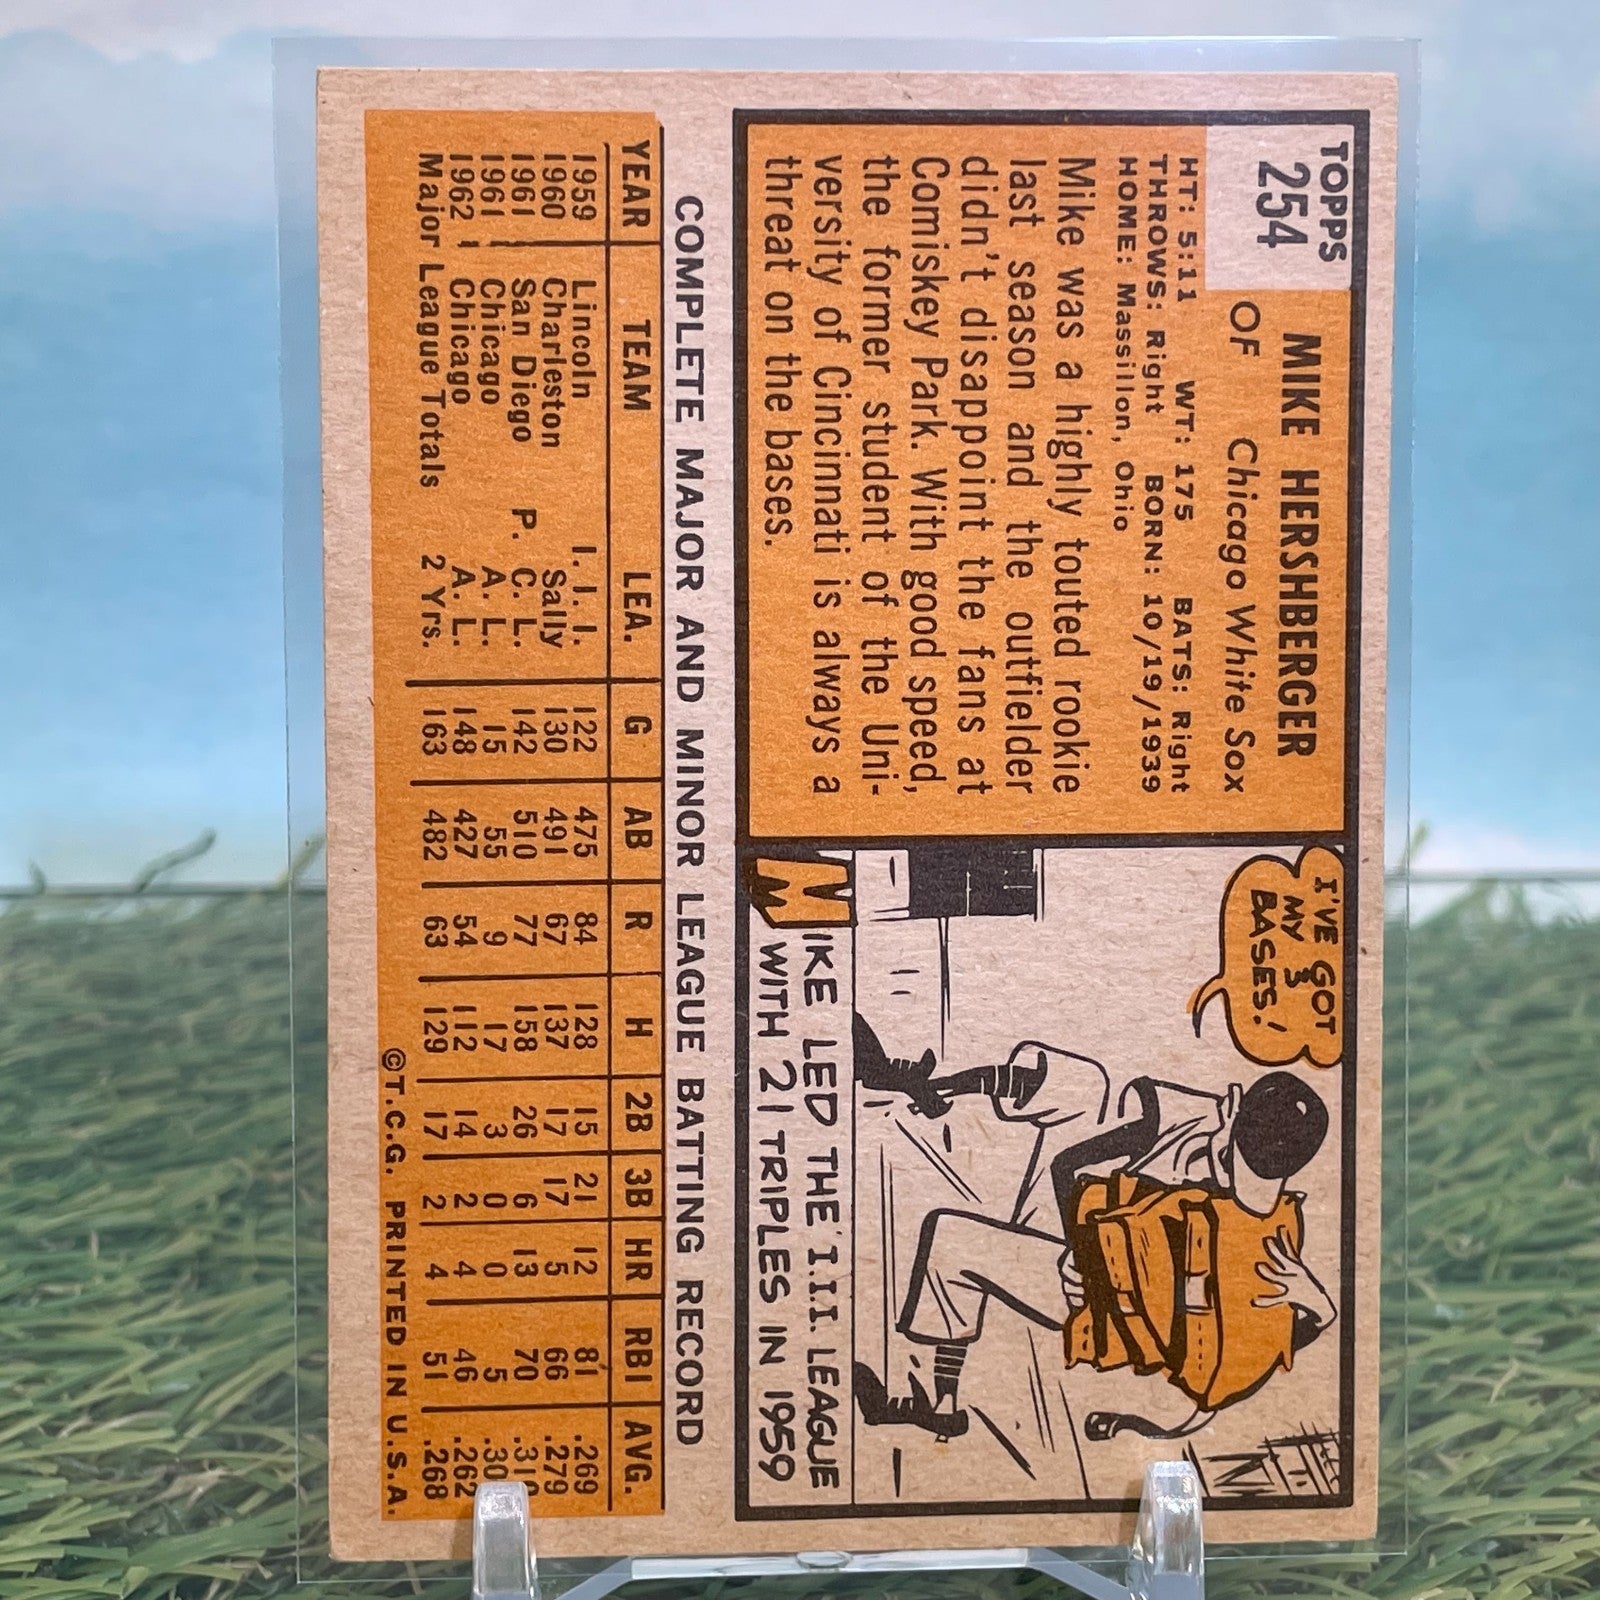 TOPPS
254
MIKE HERSHBERGER
OF Chicago White Sox
HT: 5:11 WT: 175 BATS: Right
THROWS: Right BORN: 10/19/1939
HOME: Massillon, Ohio
Mike was a highly touted rookie
last season and the outfielder
didn't disappoint the fans at
Comiskey Park. With good speed,
the former student of the Uni-
versity of Cincinnati is always a
threat on the bases.
I'VE GOT
MY 3
BASES!
MIKE LED THE I.I.I. LEAGUE
WITH 21 TRIPLES IN 1959
COMPLETE MAJOR AND MINOR LEAGUE BATTING RECORD
YEAR TEAM LEA. G AB R H 2B 3B HR RBI AVG.
1959 Lincoln I. I. I. 122 475 84 128 15 21 12 81 .269
1960 Charleston Sally 130 491 67 137 17 17 5 66 .279
1961 San Diego P. C. L. 142 510 77 158 26 6 13 70
1961 Chicago A. L. 15 55 9 17 3 0 0 5
1962 Chicago A. L. 148 427 54 112 14 2 4 46 .262
Major League Totals 2 Yrs. 163 482 63 129 17 2 4 51 .268
©T.C.G. PRINTED IN U.S.A.